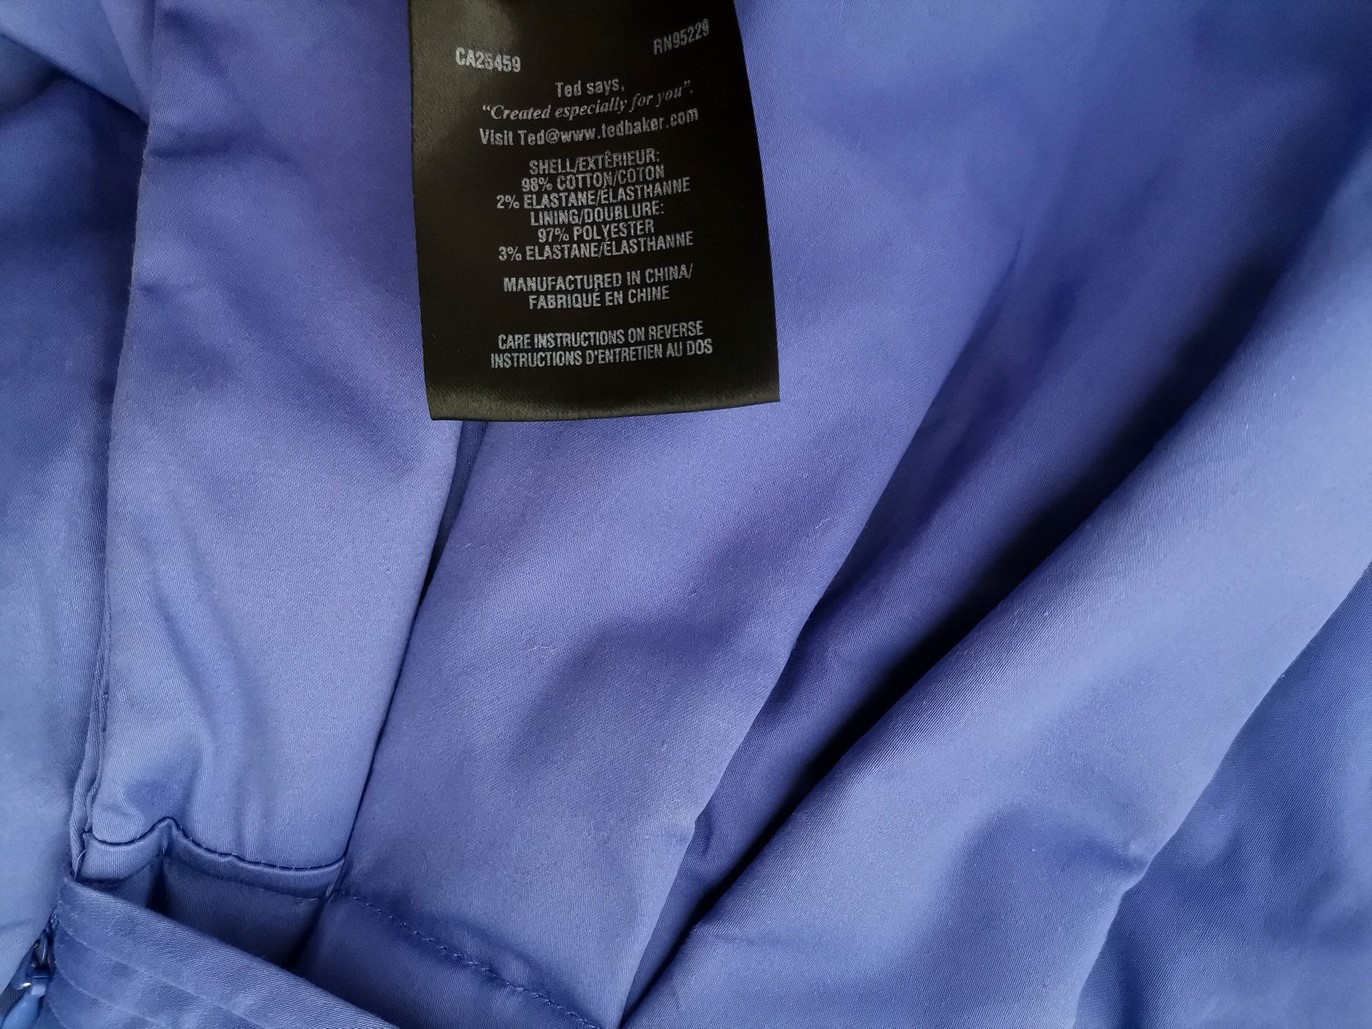 CA25459 RN95229
Ted says,
"Created especially for you".
Visit Ted@www.tedbaker.com
SHELL/EXTÊRIEUR:
98% COTTON/COTON
2% ELASTANE/ÉLASTHANNE
LINING/DOUBLURE:
97% POLYESTER
3% ELASTANE/ÉLASTHANNE
MANUFACTURED IN CHINA/
FABRIQUÉ EN CHINE
CARE INSTRUCTIONS ON REVERSE
INSTRUCTIONS D'ENTRETIEN AU DOS